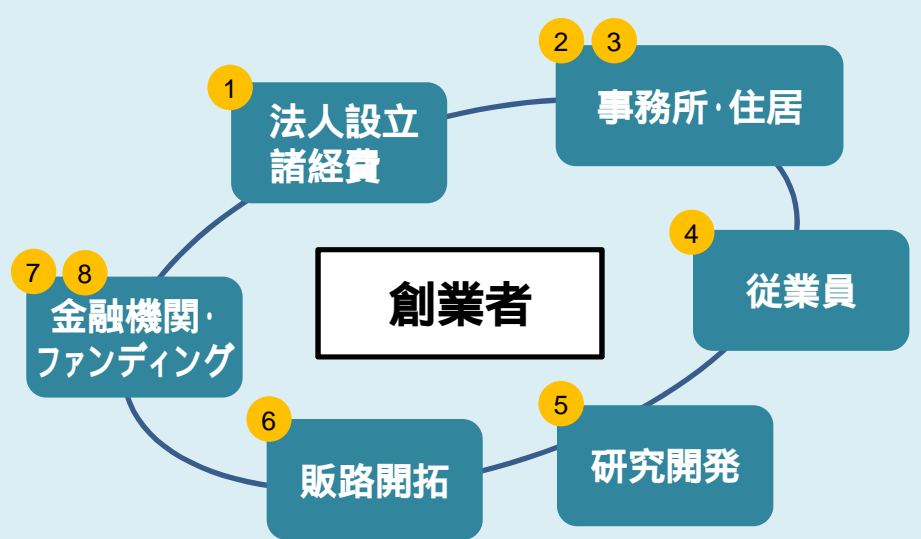 1
法人設立
諸経費
2 3
事務所・住居
4
従業員
5
研究開発
6
販路開拓
7 8
金融機関・
ファンディング
創業者